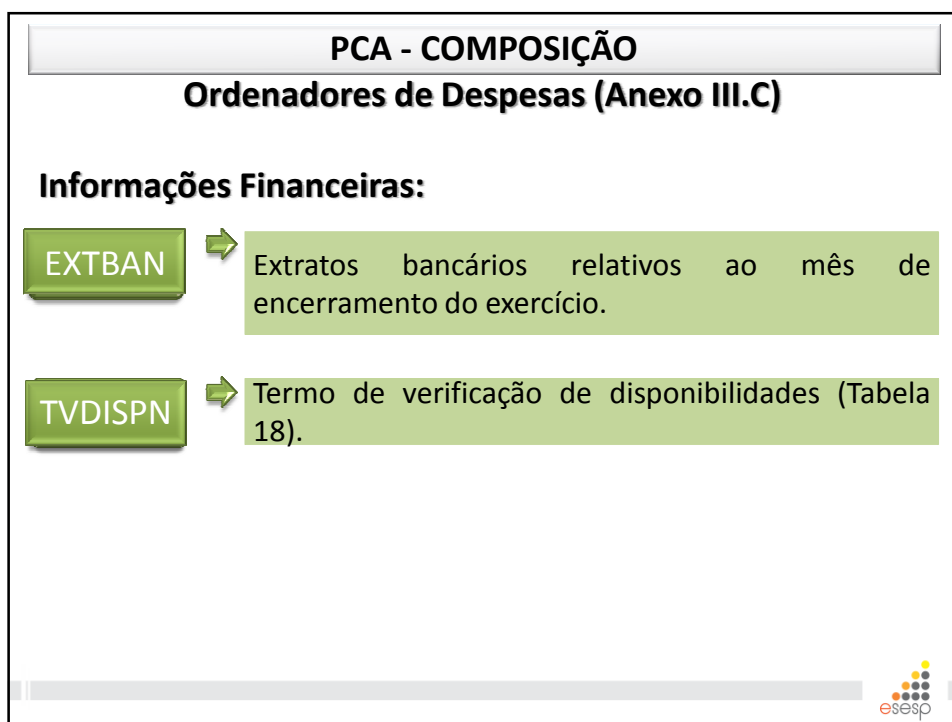 PCA - COMPOSIÇÃO
Ordenadores de Despesas (Anexo III.C)
Informações Financeiras:
EXTBAN
Extratos bancários relativos ao mês de
encerramento do exercício.
TVDISPN
Termo de verificação de disponibilidades (Tabela
18).
esesp